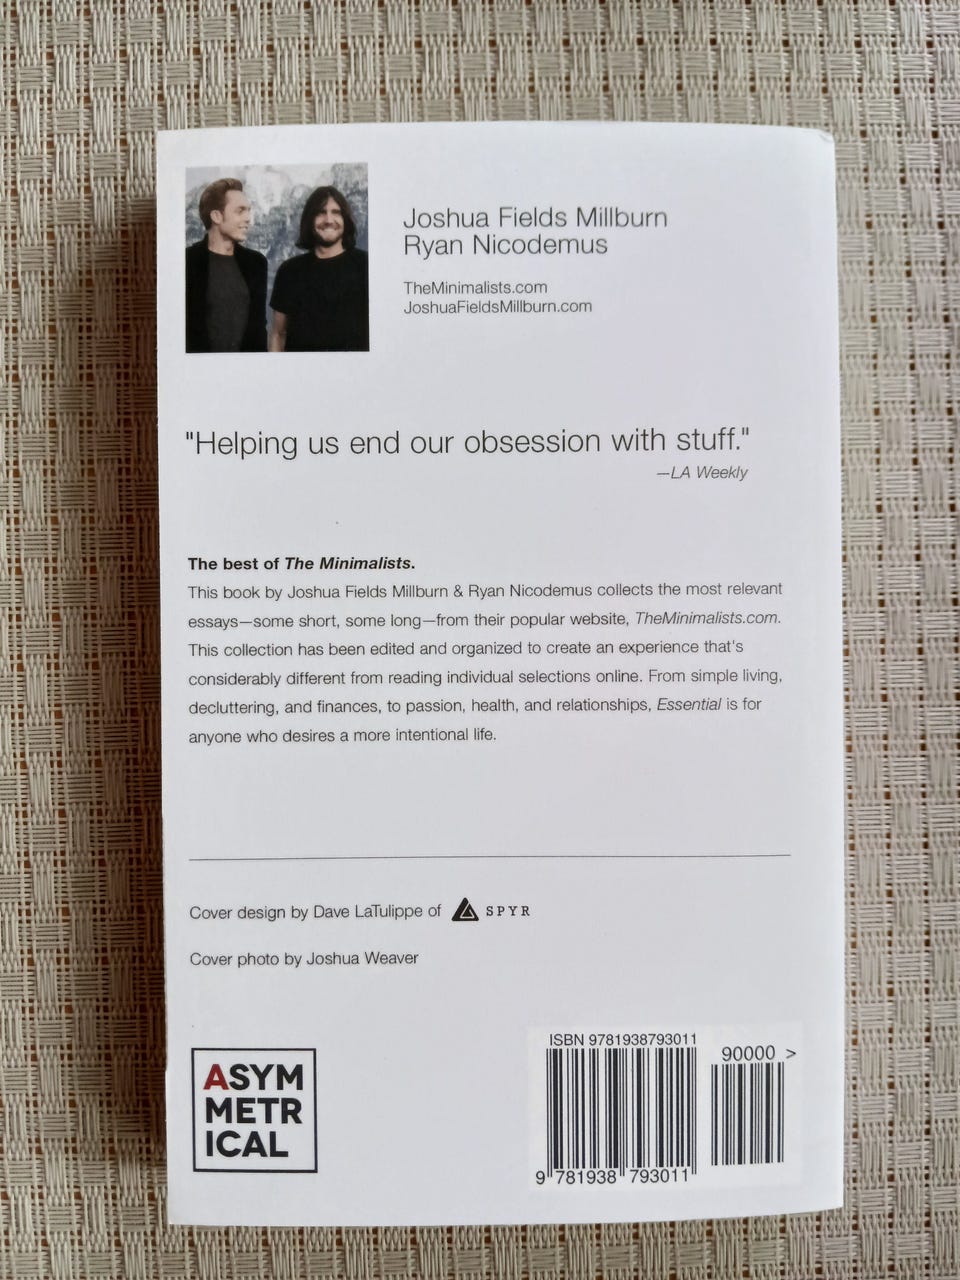 Joshua Fields Millburn
Ryan Nicodemus
TheMinimalists.com
JoshuaFieldsMillburn.com
"Helping us end our obsession with stuff."
—LA Weekly
The best of The Minimalists.
This book by Joshua Fields Millburn & Ryan Nicodemus collects the most relevant
essays—some short, some long—from their popular website, TheMinimalists.com.
This collection has been edited and organized to create an experience that's
considerably different from reading individual selections online. From simple living,
decluttering, and finances, to passion, health, and relationships, Essential is for
anyone who desires a more intentional life.
Cover design by Dave LaTulippe of SPYR
Cover photo by Joshua Weaver
ASYM
METR
ICAL
ISBN 9781938793011
90000 >
9 781938 793011